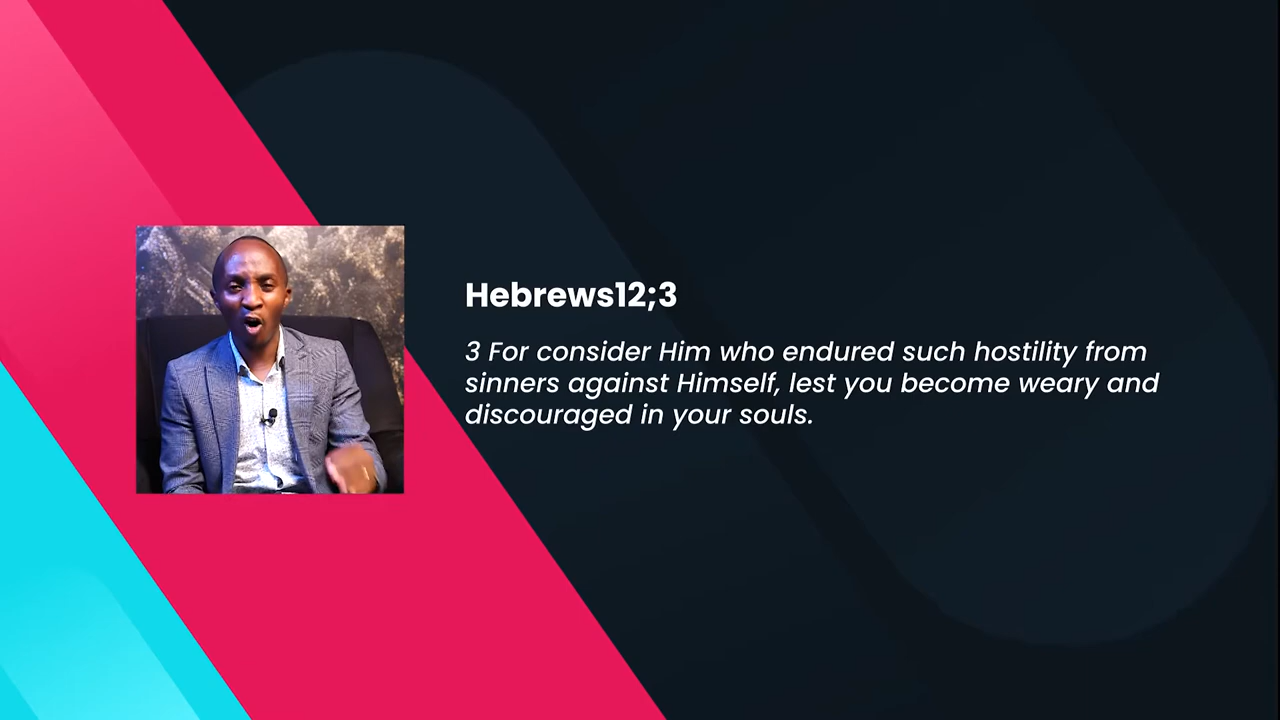 Hebrews12;3
3 For consider Him who endured such hostility from
sinners against Himself, lest you become weary and
discouraged in your souls.